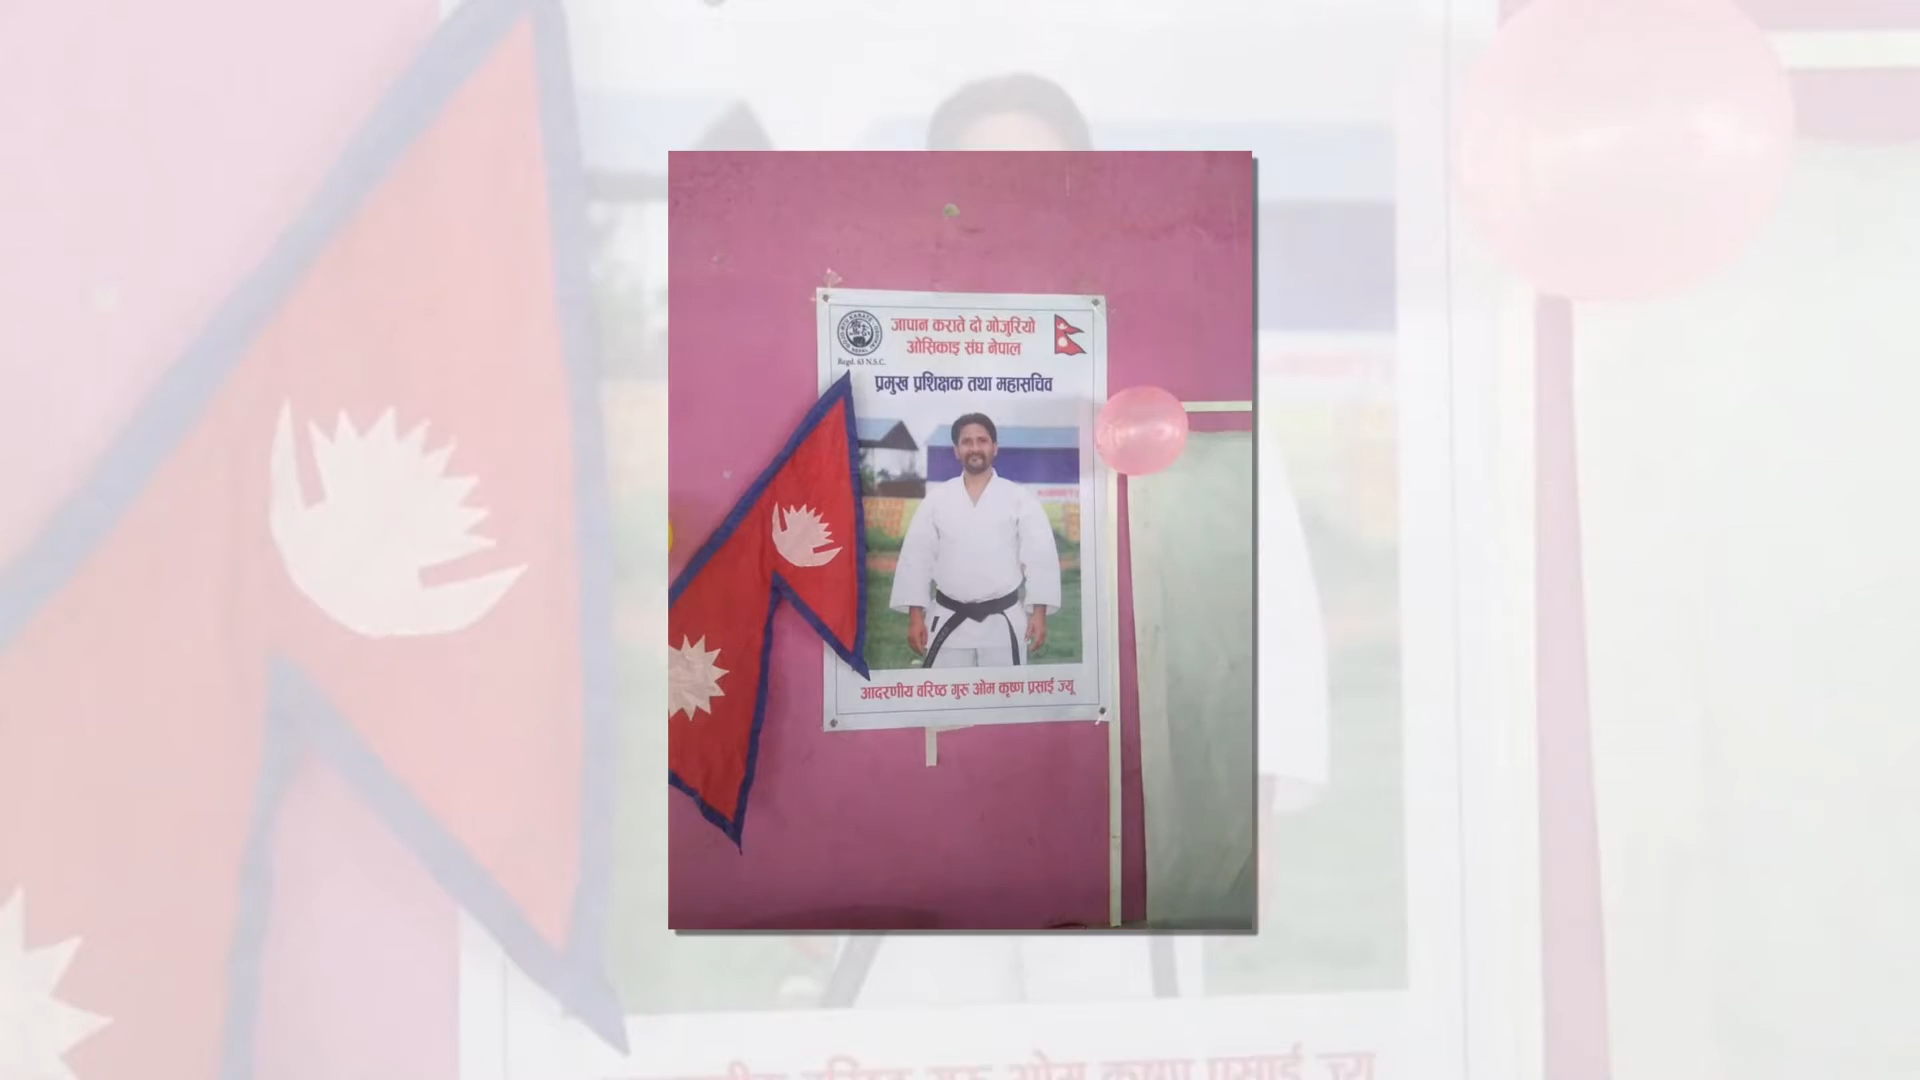 जापान कराते दो गोजुरियो
ओसिकाइ संघ नेपाल
Regd. 63 N.S.C.
प्रमुख प्रशिक्षक तथा महासचिव
आदरणीय वरिष्ठ गुरु ओम कृष्ण प्रसाई ज्यू